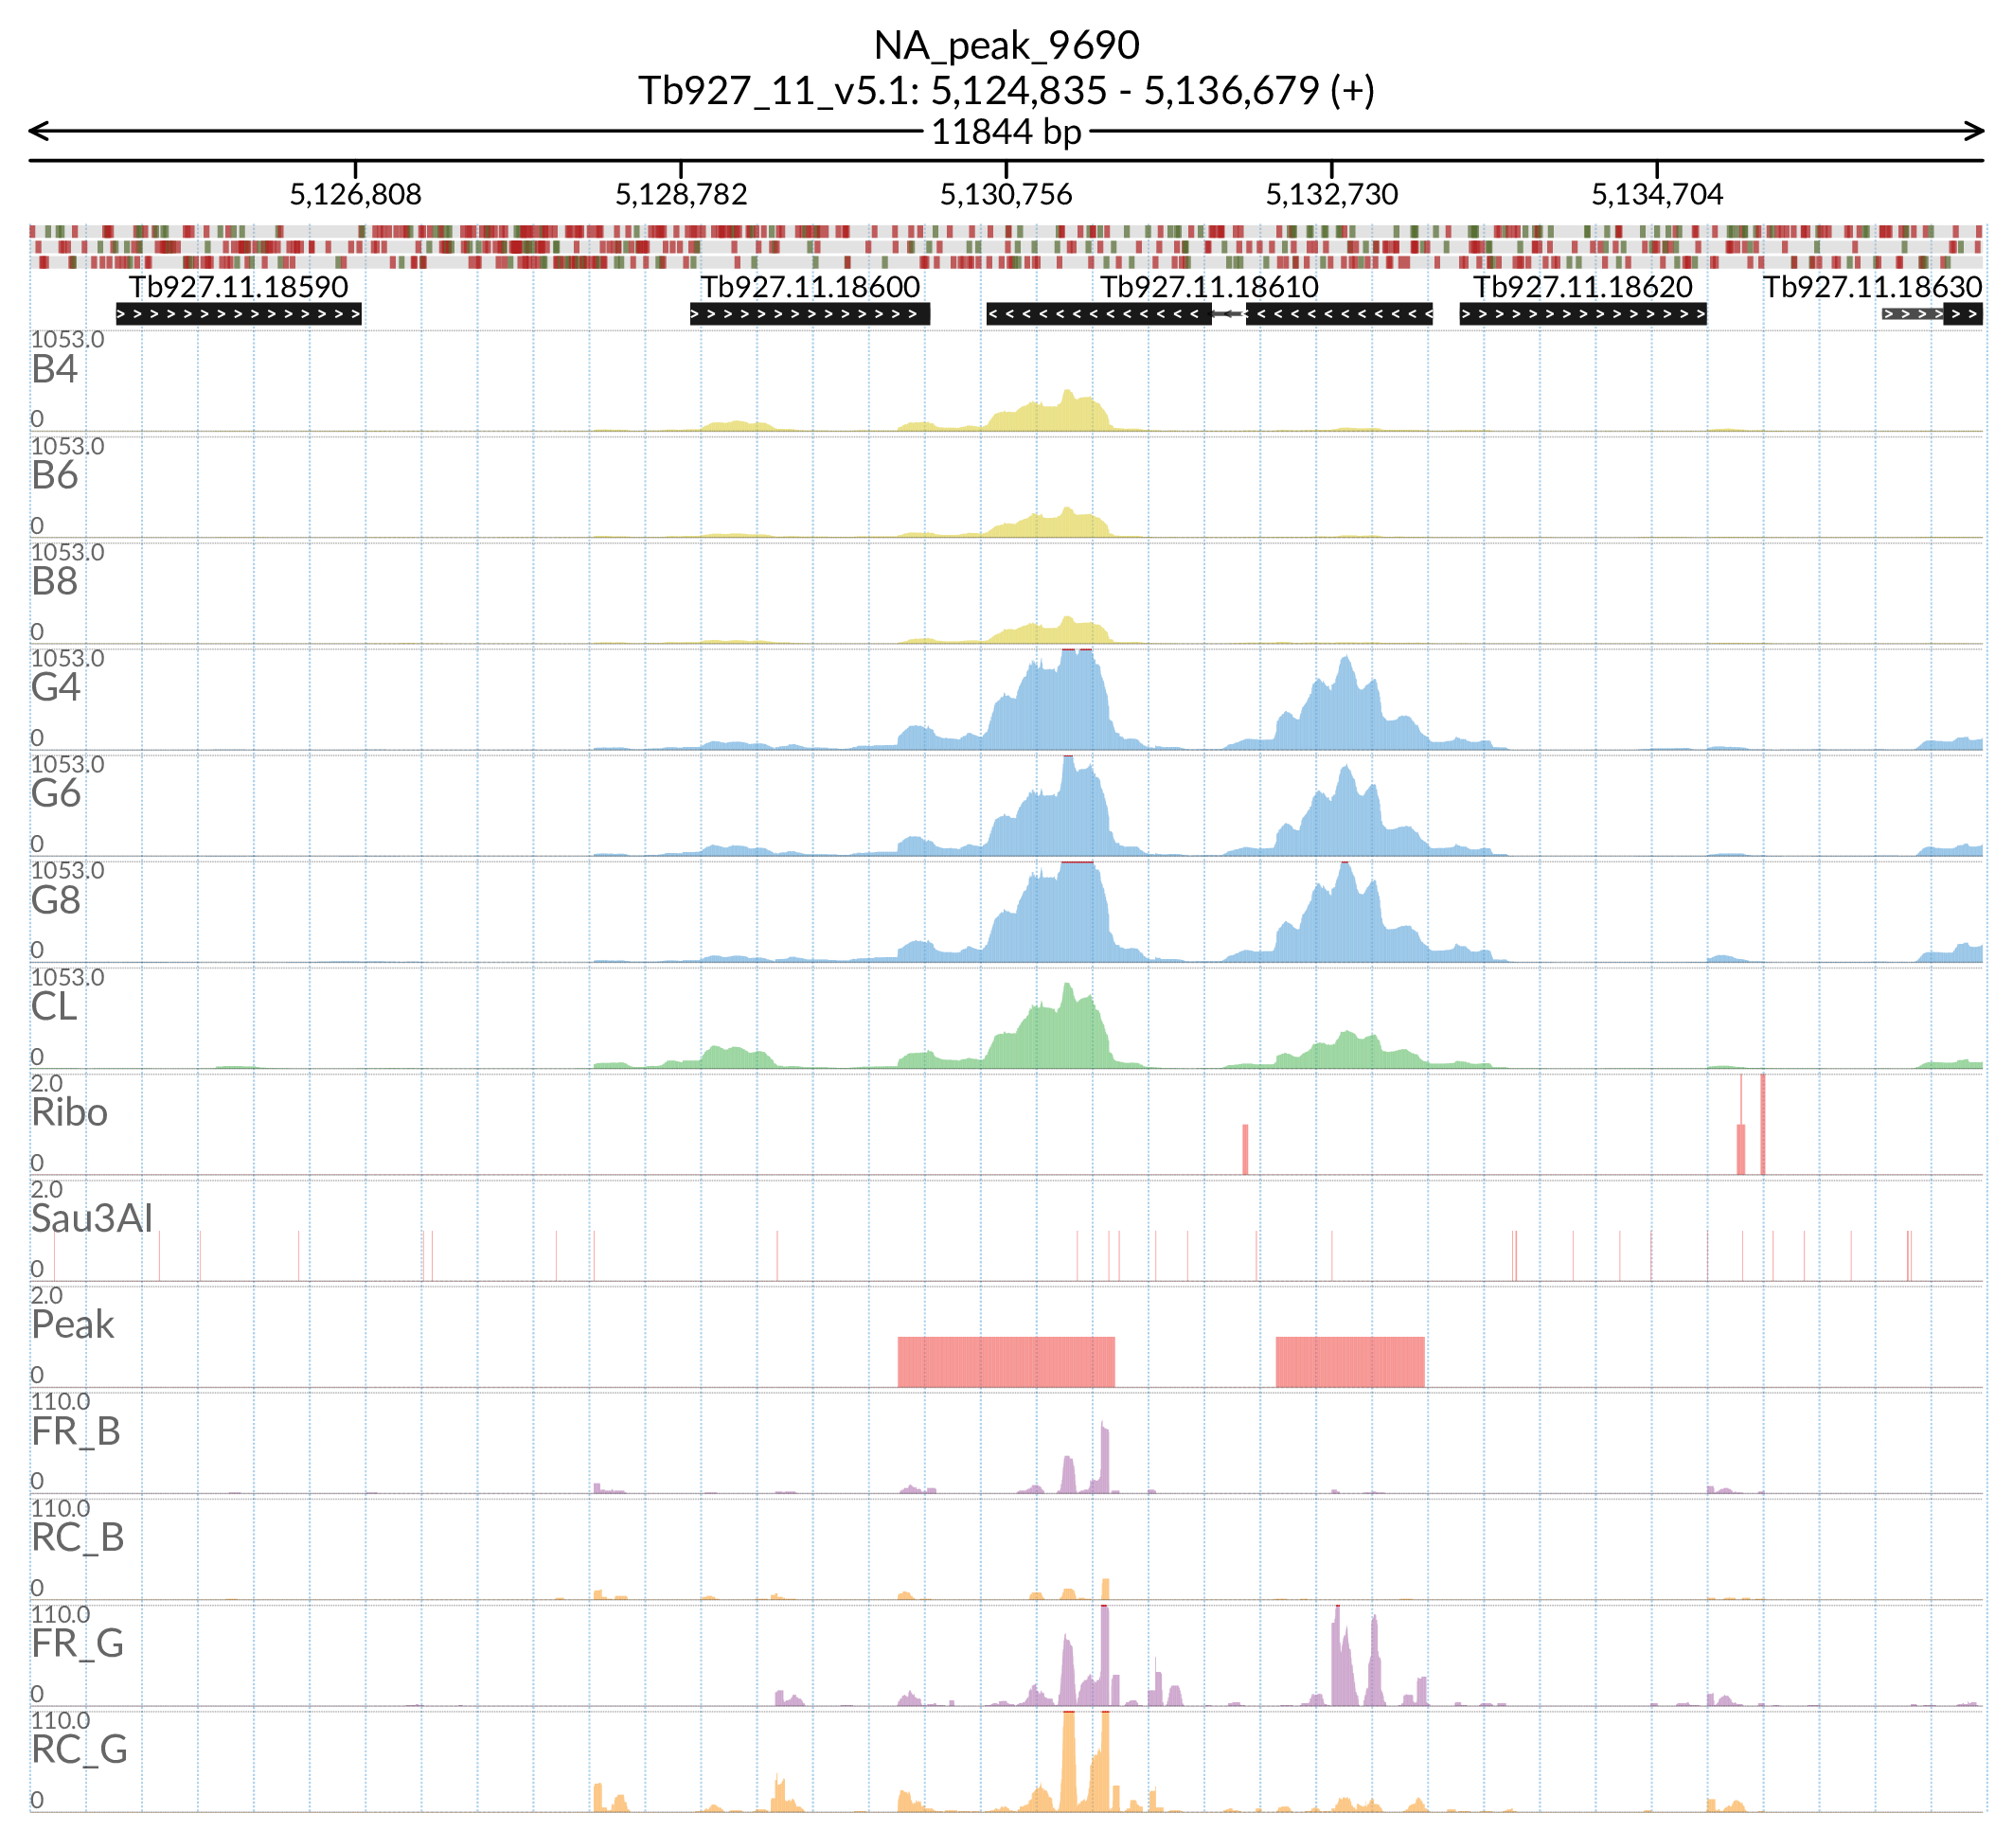 NA_peak_9690
Tb927_11_v5.1: 5,124,835 - 5,136,679 (+)
11844 bp
5,126,808 5,128,782 5,130,756 5,132,730 5,134,704
Tb927.11.18590 Tb927.11.18600 Tb927.11.18610 Tb927.11.18620 Tb927.11.18630
1053.0
B4
0
1053.0
B6
0
1053.0
B8
0
1053.0
G4
0
1053.0
G6
0
1053.0
G8
0
1053.0
CL
0
2.0
Ribo
0
2.0
Sau3AI
0
2.0
Peak
0
110.0
FR_B
0
110.0
RC_B
0
110.0
FR_G
0
110.0
RC_G
0